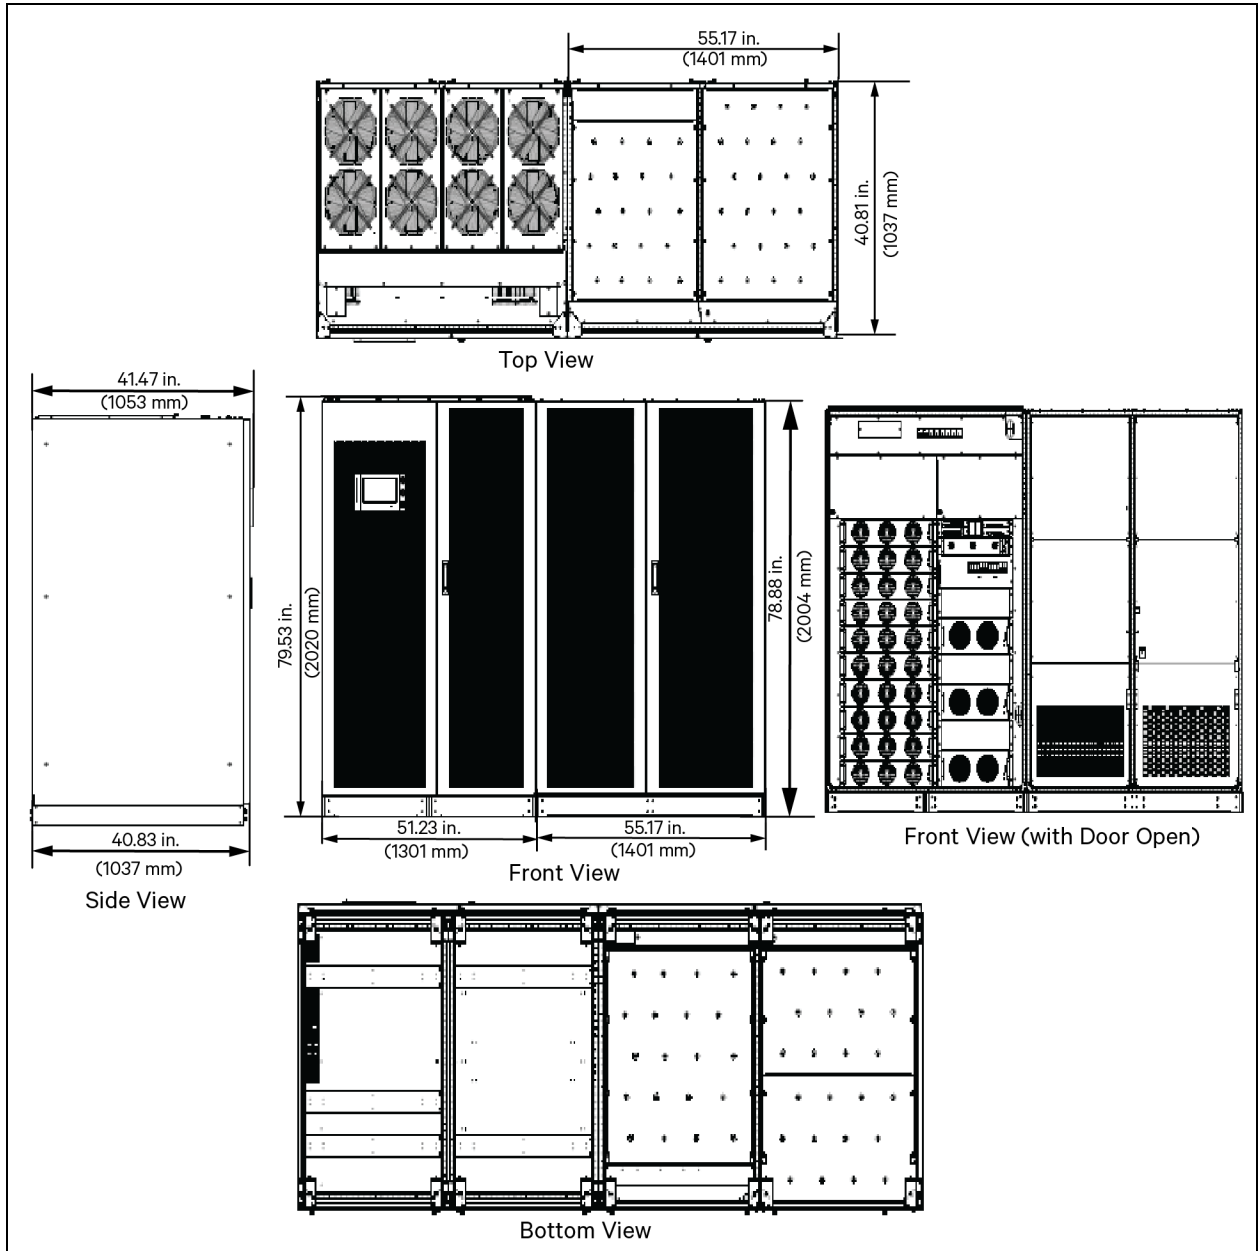 55.17 in.
(1401 mm)
40.81 in.
(1037 mm)
Top View
41.47 in.
(1053 mm)
40.83 in.
(1037 mm)
Side View
79.53 in.
(2020 mm)
78.88 in.
(2004 mm)
51.23 in.
(1301 mm)
55.17 in.
(1401 mm)
Front View
Front View (with Door Open)
Bottom View